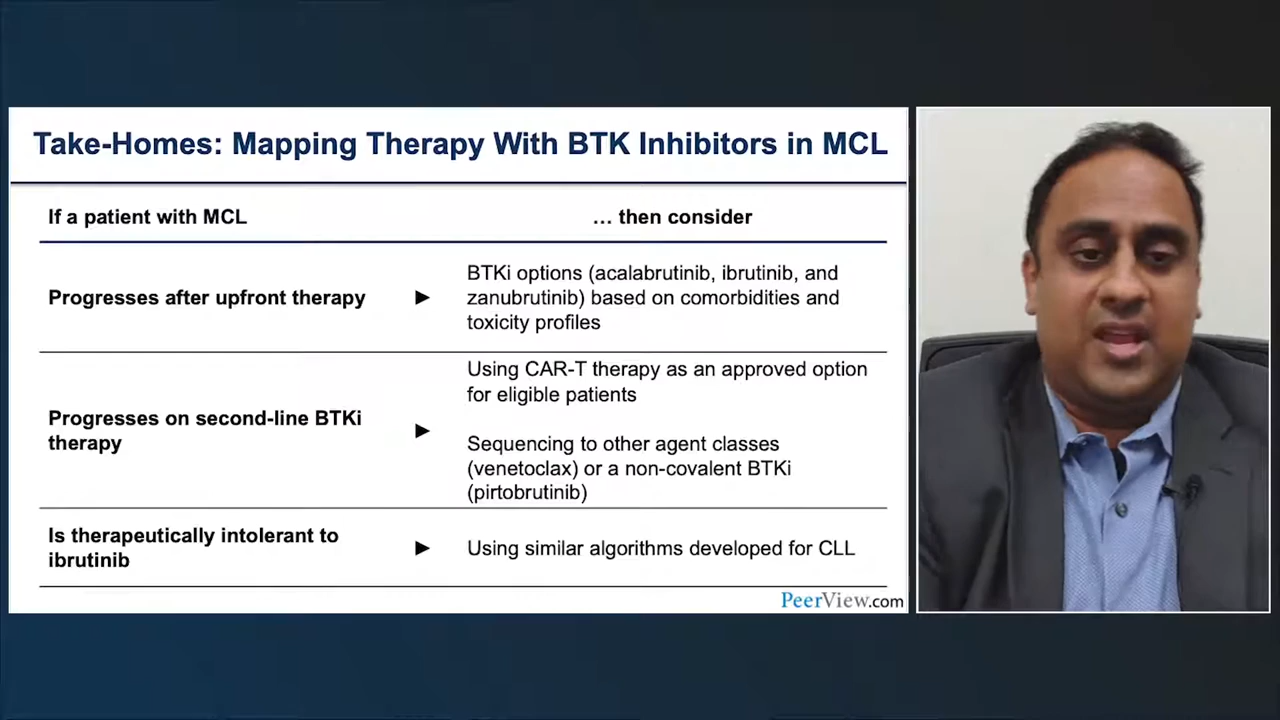 Take-Homes: Mapping Therapy With BTK Inhibitors in MCL
If a patient with MCL
... then consider
Progresses after upfront therapy
►
BTKi options (acalabrutinib, ibrutinib, and
zanubrutinib) based on comorbidities and
toxicity profiles
Progresses on second-line BTKi
therapy
►
Using CAR-T therapy as an approved option
for eligible patients
Sequencing to other agent classes
(venetoclax) or a non-covalent BTKi
(pirtobrutinib)
Is therapeutically intolerant to
ibrutinib
►
Using similar algorithms developed for CLL
PeerView.com